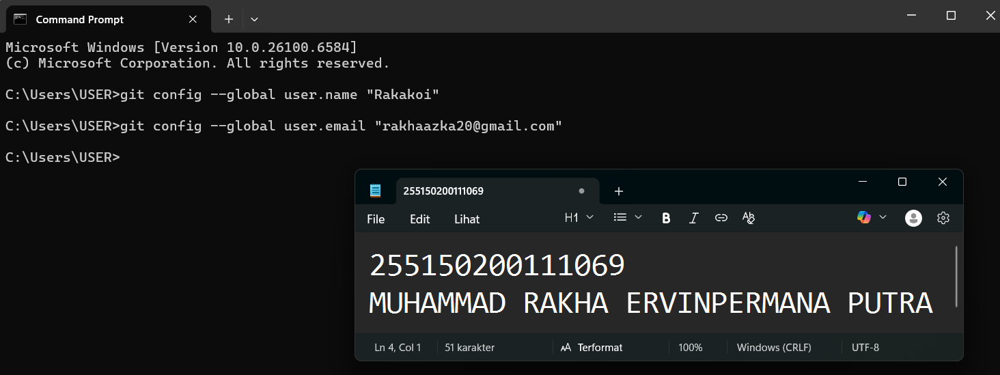 Command Prompt
Microsoft Windows [Version 10.0.26100.6584]
(c) Microsoft Corporation. All rights reserved.
C:\Users\USER>git config --global user.name "Rakakoi"
C:\Users\USER>git config --global user.email "rakhaazka20@gmail.com"
C:\Users\USER>
255150200111069
File Edit Lihat H1 B I Ab
255150200111069
MUHAMMAD RAKHA ERVINPERMANA PUTRA
Ln 4, Col 1 51 karakter AA Terformat 100% Windows (CRLF) UTF-8